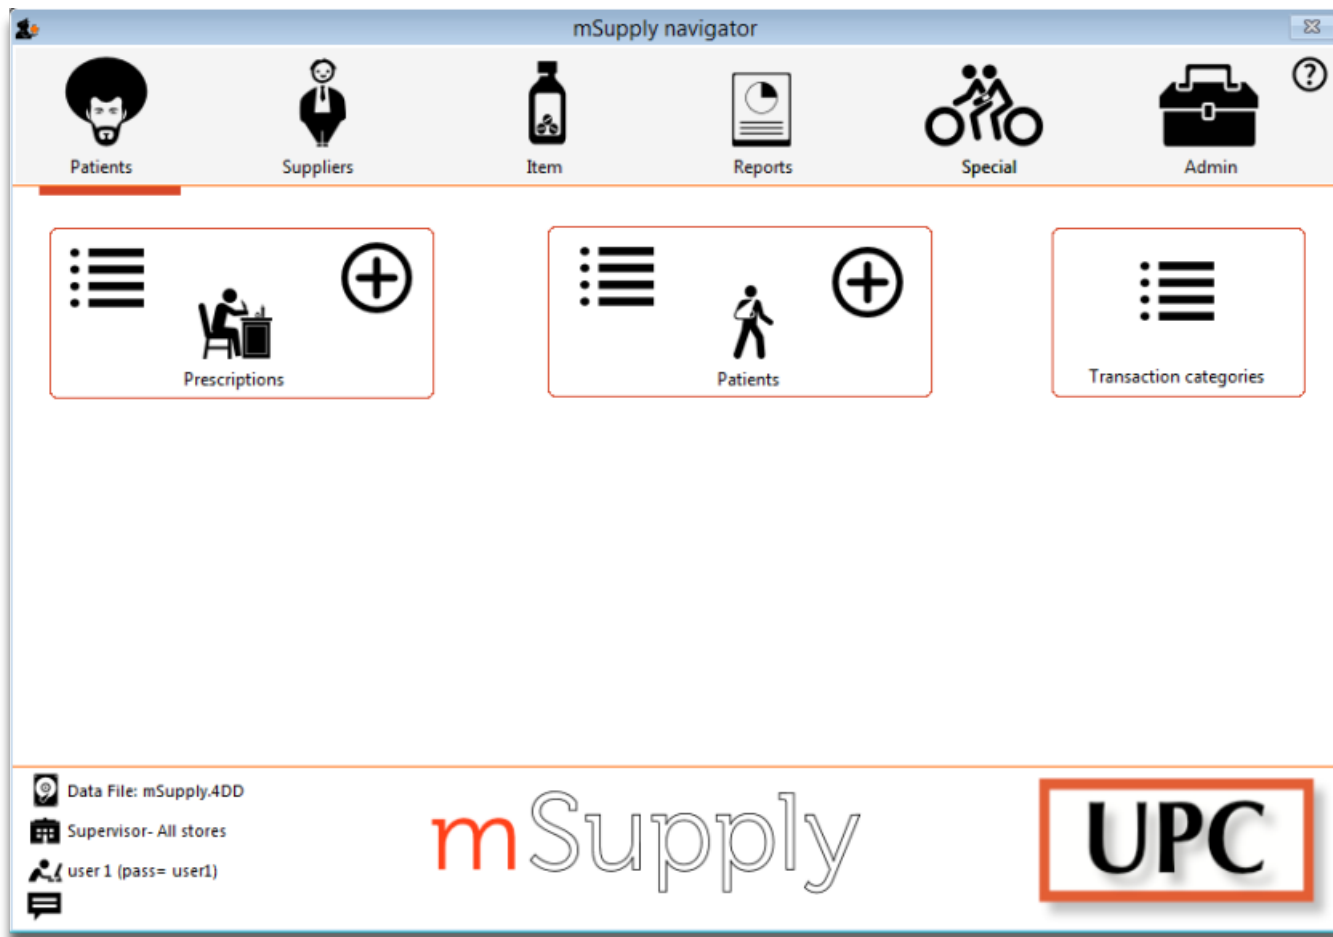 mSupply navigator
Patients
Suppliers
Item
Reports
Special
Admin
?
Prescriptions
Patients
Transaction categories
Data File: mSupply.4DD
Supervisor- All stores
user 1 (pass= user1)
mSupply
UPC